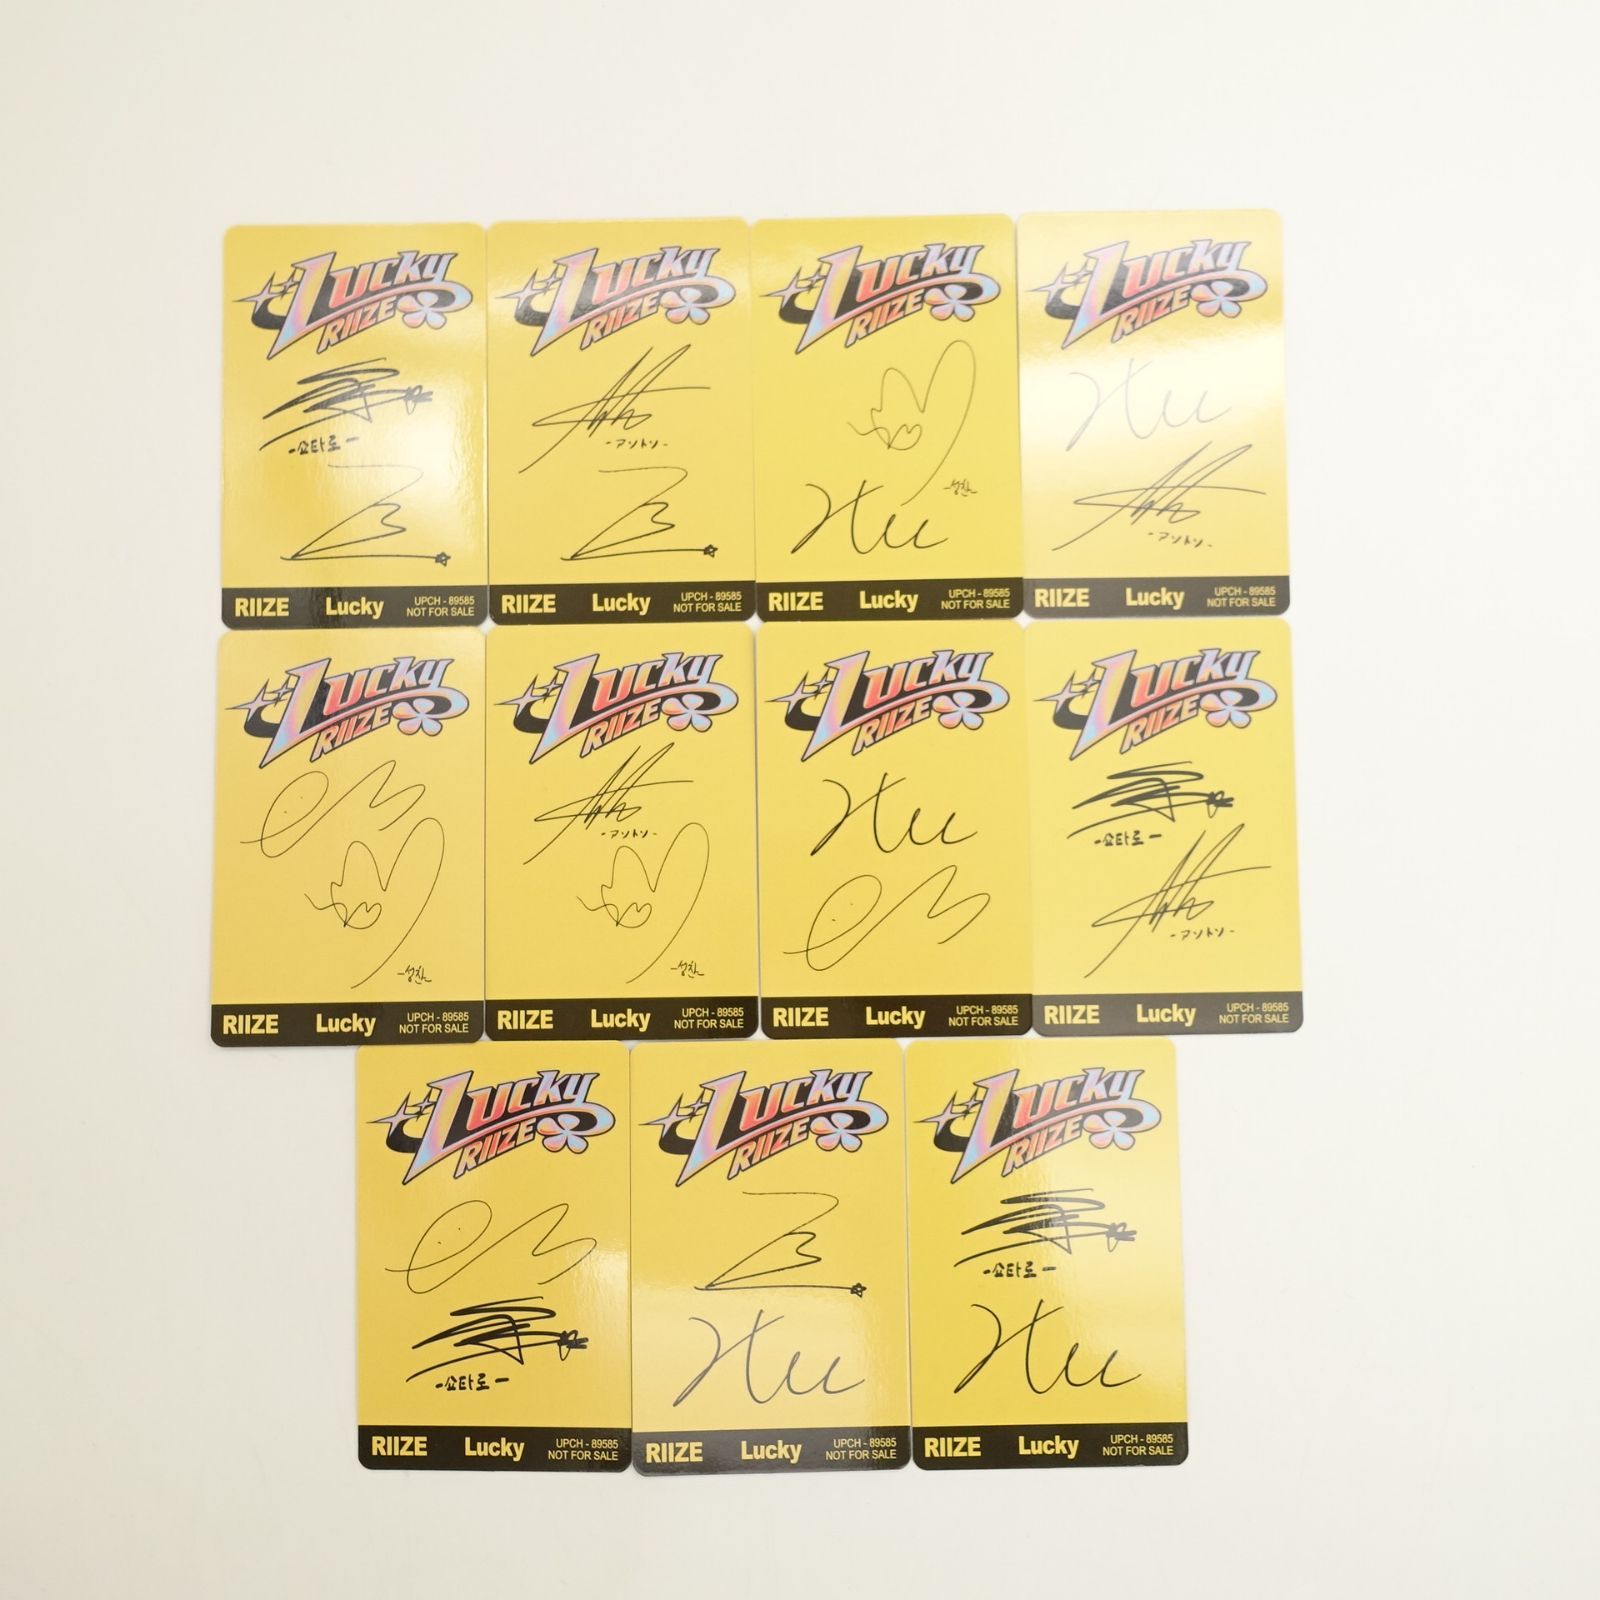 Lucky
RIIZE
-쇼타로-
RIIZE Lucky UPCH - 89585
NOT FOR SALE
Lucky
RIIZE
-アントン-
RIIZE Lucky UPCH - 89585
NOT FOR SALE
Lucky
RIIZE
-성찬-
RIIZE Lucky UPCH - 89585
NOT FOR SALE
Lucky
RIIZE
-アントン-
RIIZE Lucky UPCH - 89585
NOT FOR SALE
Lucky
RIIZE
-성찬-
RIIZE Lucky UPCH - 89585
NOT FOR SALE
Lucky
RIIZE
-アントン-
-성찬-
RIIZE Lucky UPCH - 89585
NOT FOR SALE
Lucky
RIIZE
RIIZE Lucky UPCH - 89585
NOT FOR SALE
Lucky
RIIZE
-쇼타로-
-アントン-
RIIZE Lucky UPCH - 89585
NOT FOR SALE
Lucky
RIIZE
-쇼타로-
RIIZE Lucky UPCH - 89585
NOT FOR SALE
Lucky
RIIZE
RIIZE Lucky UPCH - 89585
NOT FOR SALE
Lucky
RIIZE
-쇼타로-
RIIZE Lucky UPCH - 89585
NOT FOR SALE